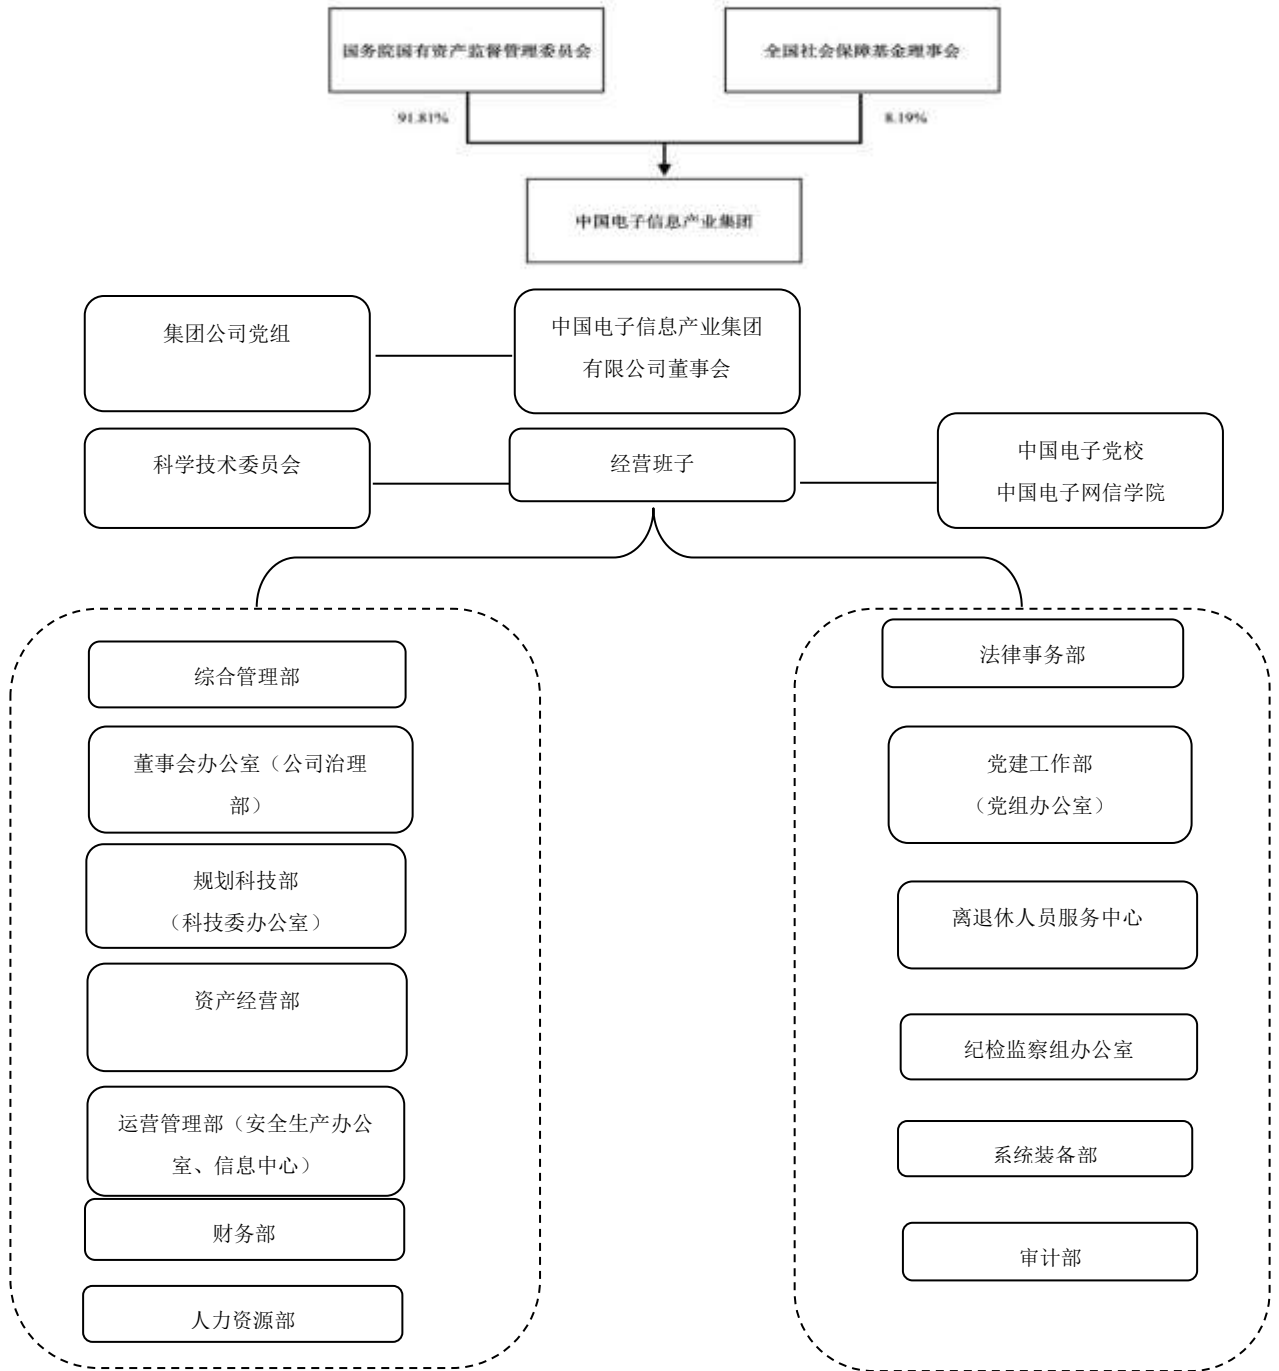 国务院国有资产监督管理委员会
全国社会保障基金理事会
91.81%
8.19%
中国电子信息产业集团
集团公司党组
中国电子信息产业集团
有限公司董事会
科学技术委员会
经营班子
中国电子党校
中国电子网信学院
综合管理部
董事会办公室（公司治理
部）
规划科技部
（科技委办公室）
资产经营部
运营管理部（安全生产办公
室、信息中心）
财务部
人力资源部
法律事务部
党建工作部
（党组办公室）
离退休人员服务中心
纪检监察组办公室
系统装备部
审计部